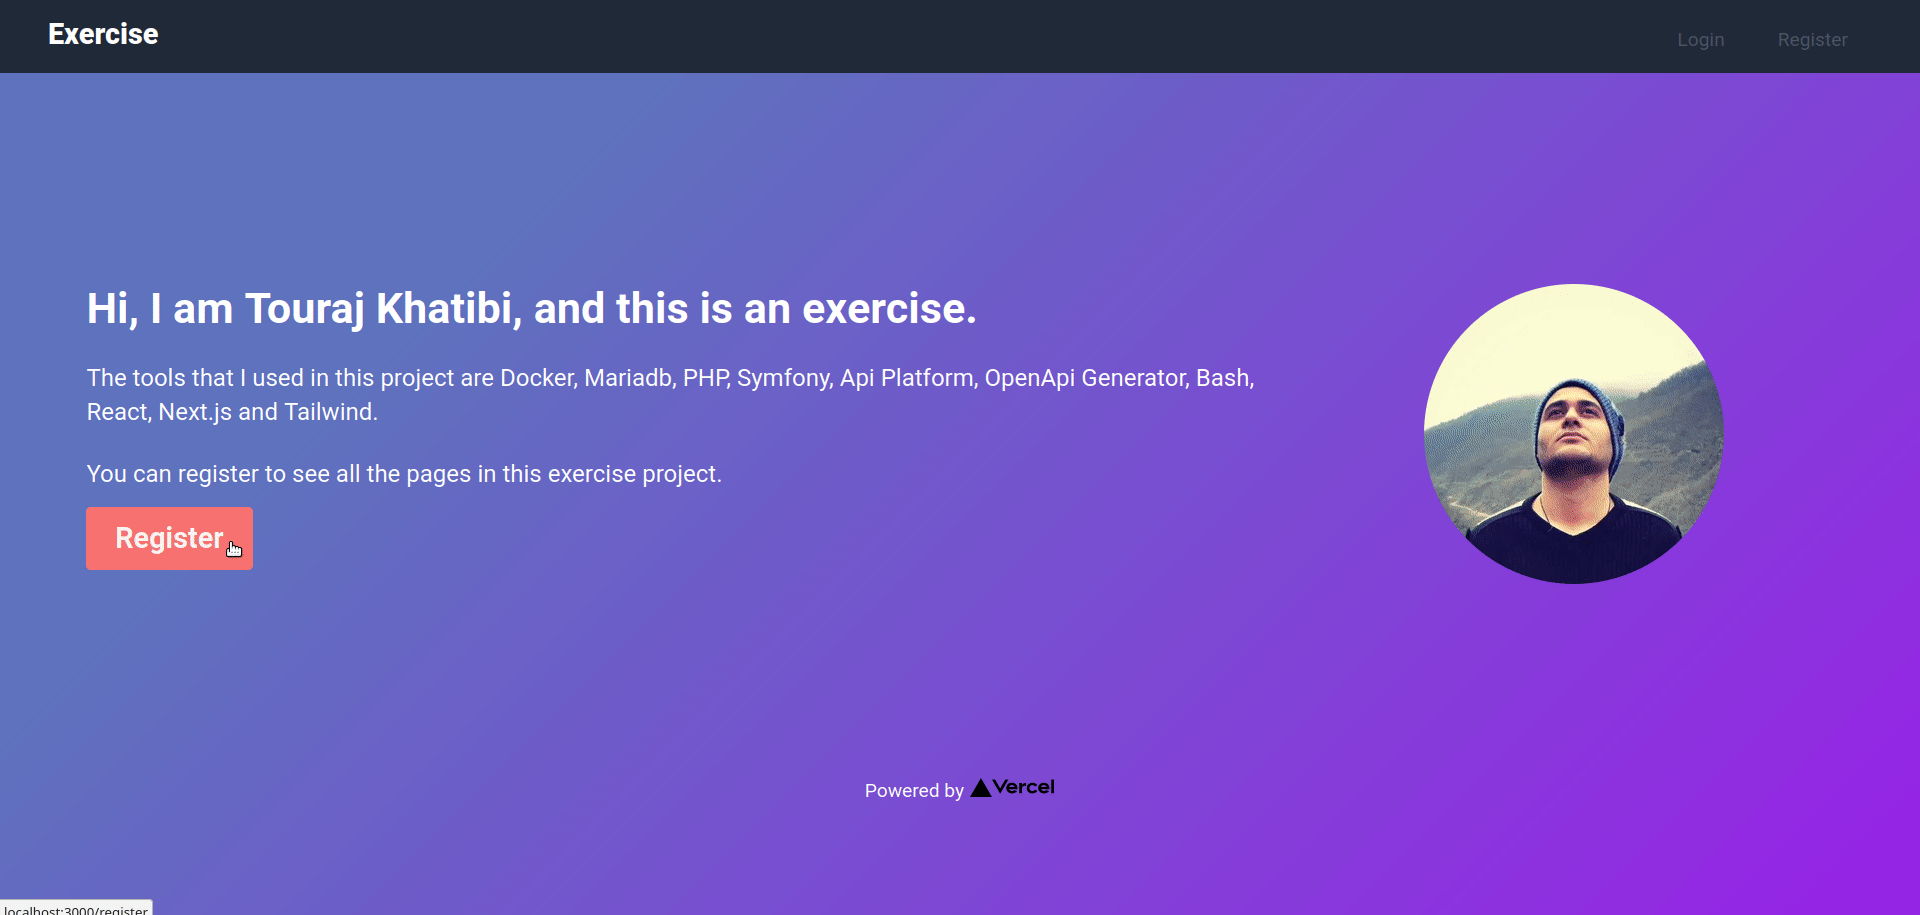 Exercise
Login
Register
Hi, I am Touraj Khatibi, and this is an exercise.
The tools that I used in this project are Docker, Mariadb, PHP, Symfony, Api Platform, OpenApi Generator, Bash,
React, Next.js and Tailwind.
You can register to see all the pages in this exercise project.
Register
Powered by Vercel
localhost:3000/register